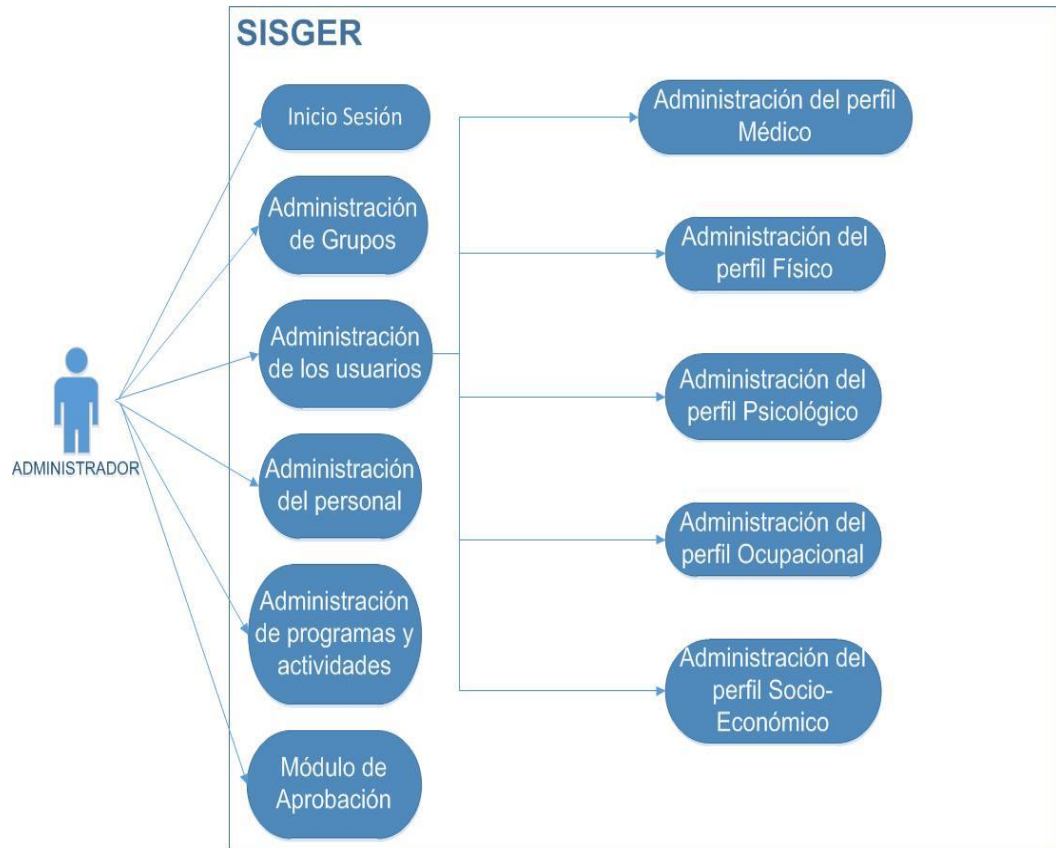 SISGER
Inicio Sesión
Administración
de Grupos
Administración
de los usuarios
Administración
del personal
Administración
de programas y
actividades
Módulo de
Aprobación
ADMINISTRADOR
Administración del perfil
Médico
Administración del
perfil Físico
Administración del
perfil Psicológico
Administración del
perfil Ocupacional
Administración del
perfil Socio-
Económico